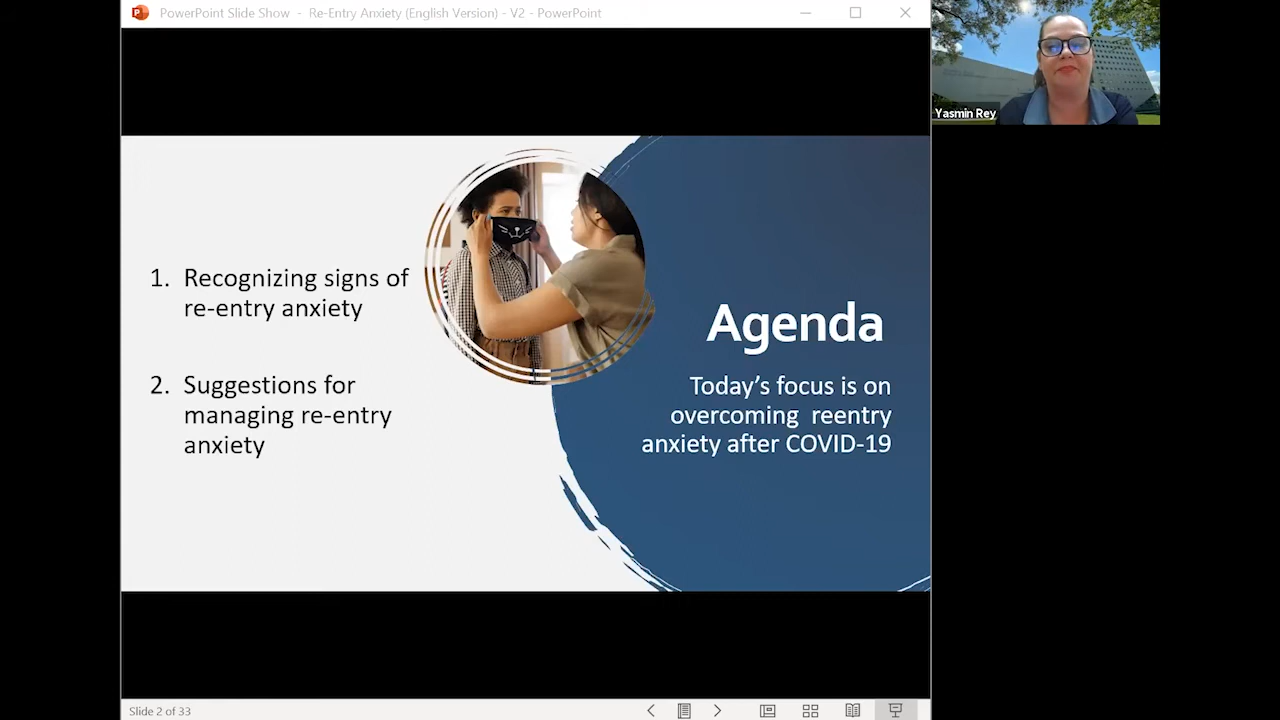 PowerPoint Slide Show - Re-Entry Anxiety (English Version) - V2 - PowerPoint
Yasmin Rey
1. Recognizing signs of
re-entry anxiety
2. Suggestions for
managing re-entry
anxiety
Agenda
Today's focus is on
overcoming reentry
anxiety after COVID-19
Slide 2 of 33